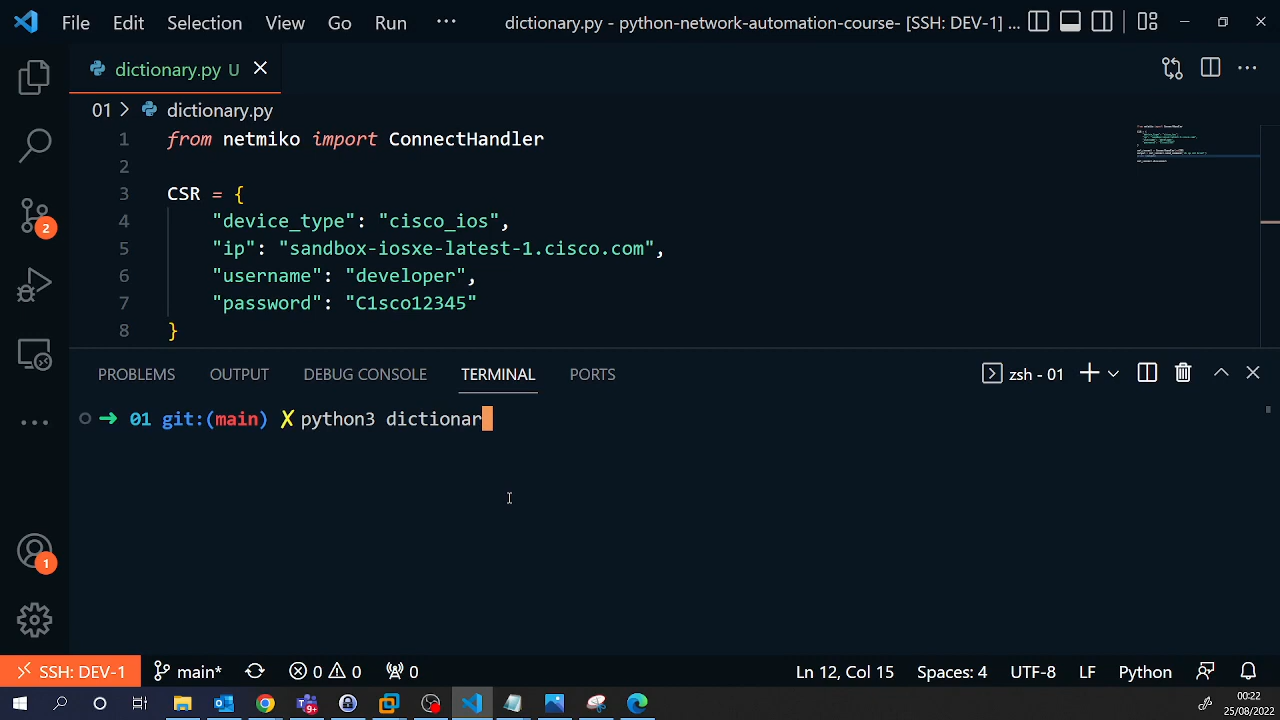 File Edit Selection View Go Run ··· dictionary.py - python-network-automation-course- [SSH: DEV-1] ...
dictionary.py U
01 > dictionary.py
1 from netmiko import ConnectHandler
2
3 CSR = {
4 "device_type": "cisco_ios",
5 "ip": "sandbox-iosxe-latest-1.cisco.com",
6 "username": "developer",
7 "password": "C1sco12345"
8 }
2
PROBLEMS OUTPUT DEBUG CONSOLE TERMINAL PORTS zsh - 01
➜ 01 git:(main) ✗ python3 dictionar
1
SSH: DEV-1 main* 0 0 0 Ln 12, Col 15 Spaces: 4 UTF-8 LF Python
9+
00:22
25/08/2022